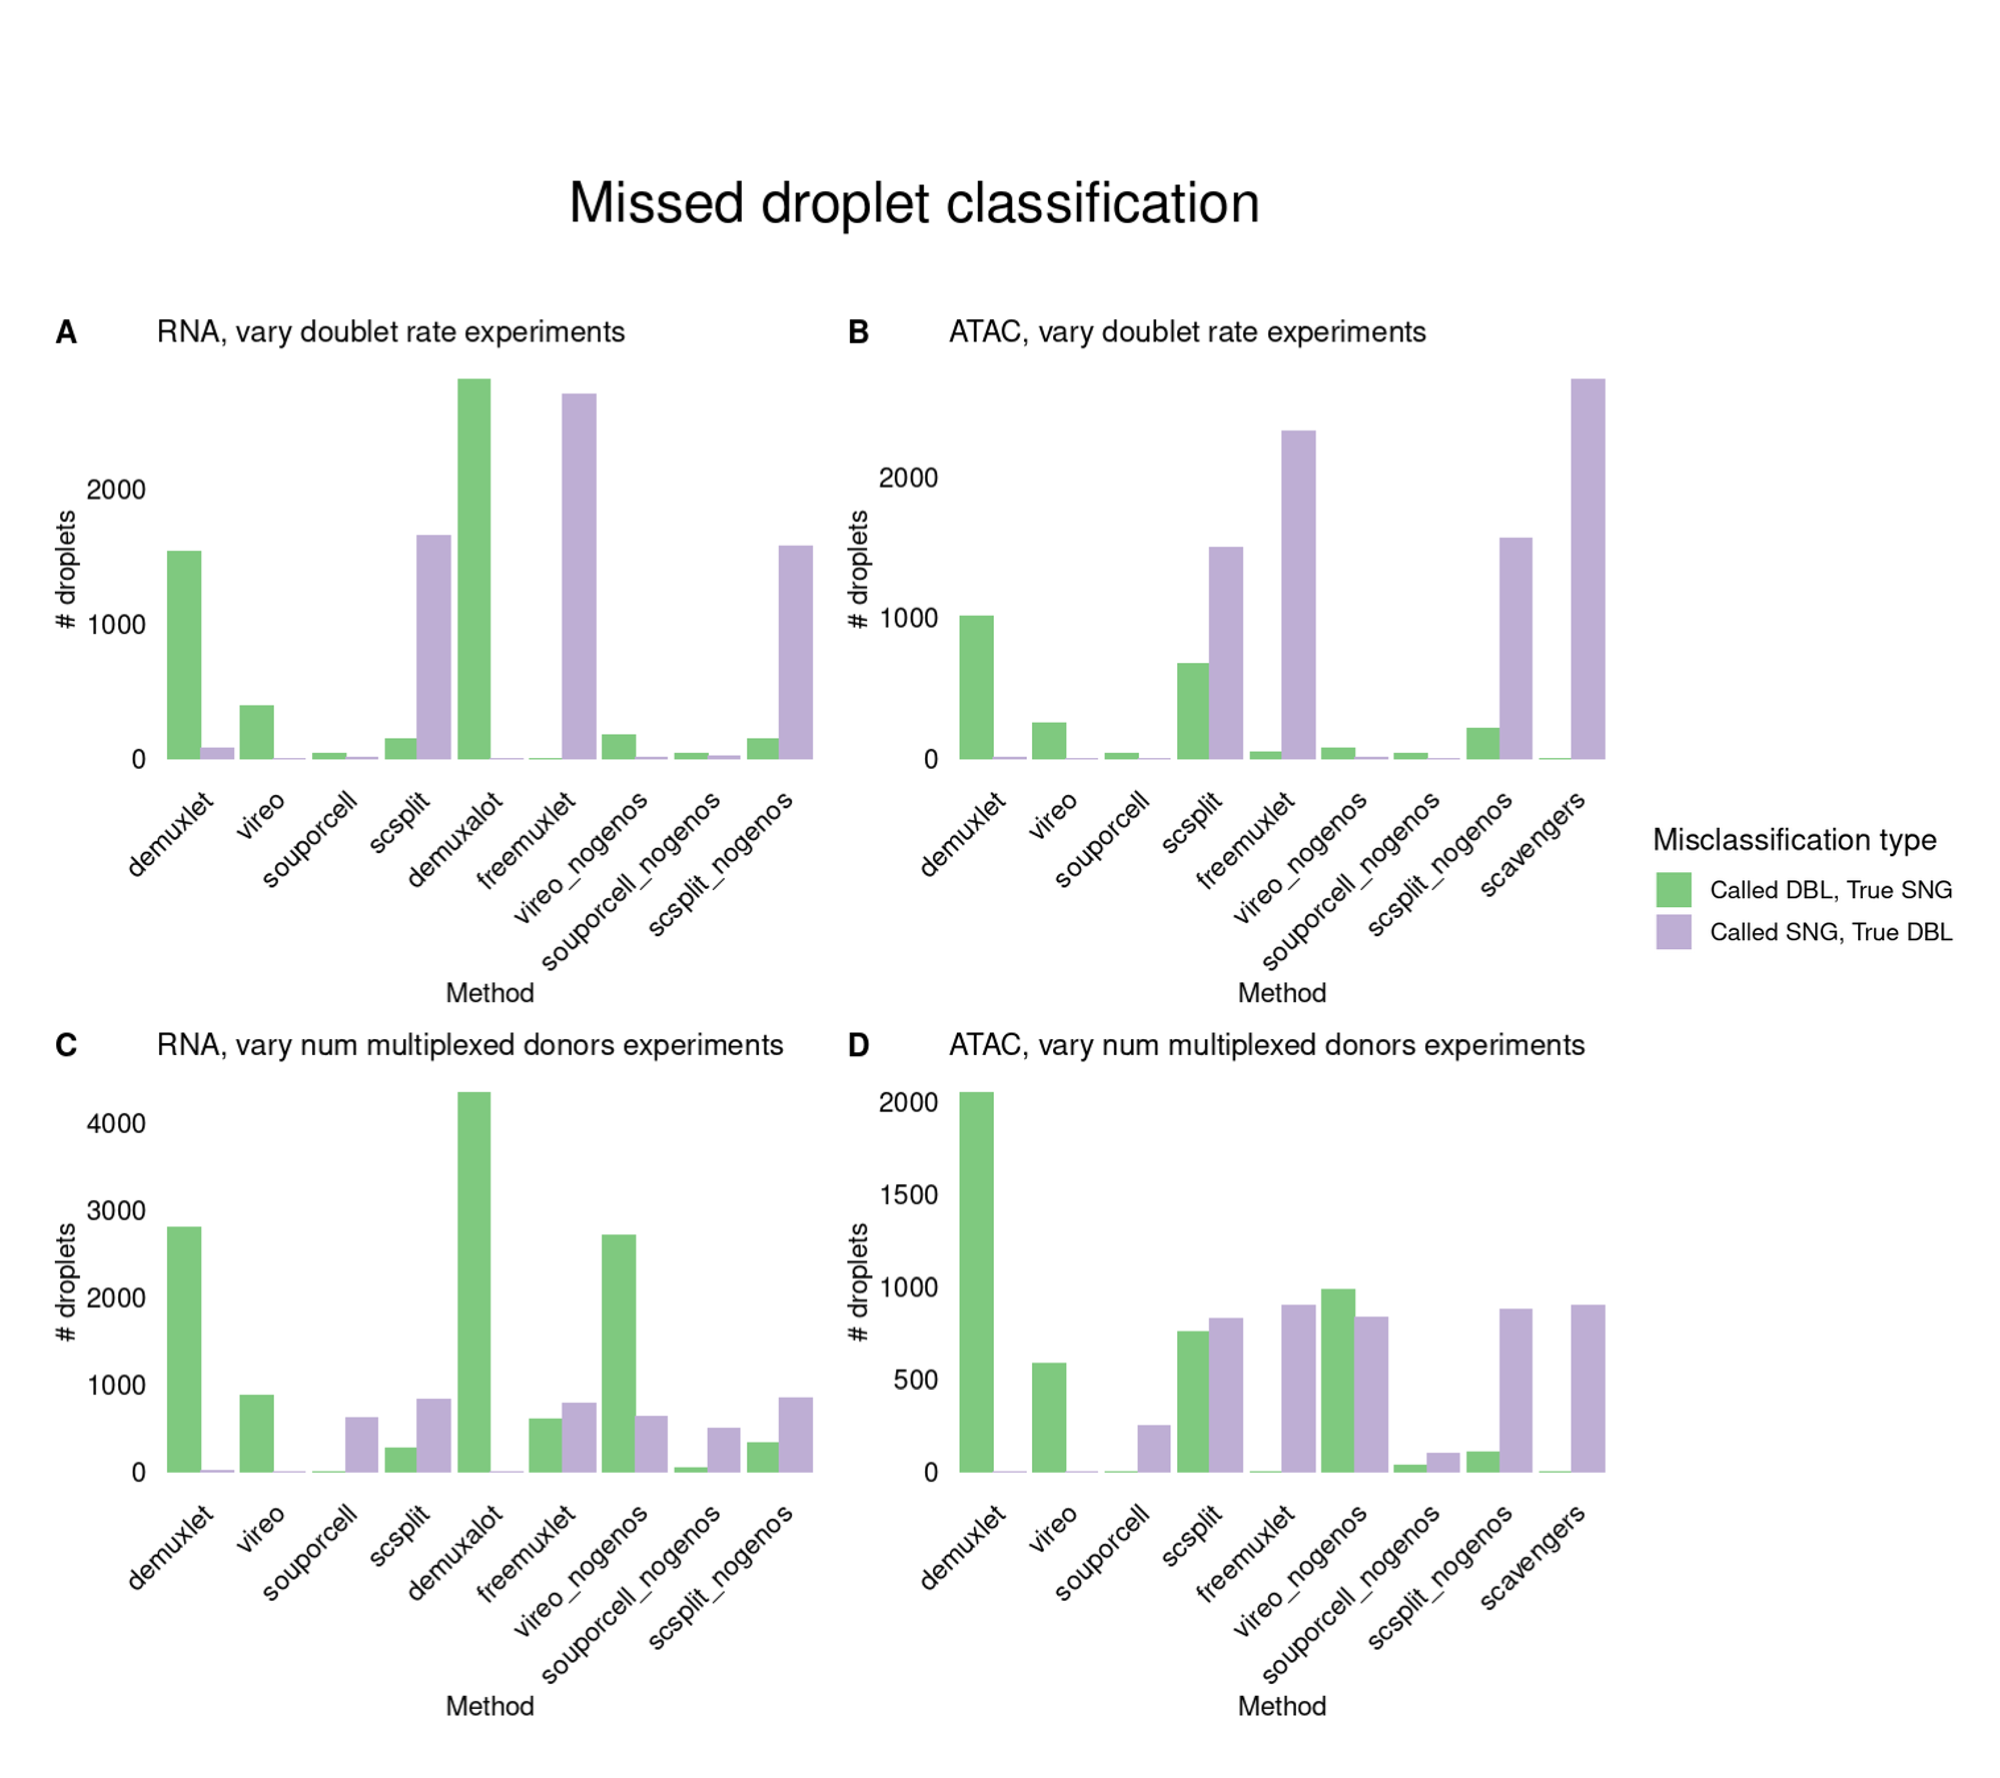 Missed droplet classification
A RNA, vary doublet rate experiments
# droplets
2000
1000
0
demuxlet
vireo
souporcell
scsplit
demuxalot
freemuxlet
vireo_nogenos
souporcell_nogenos
scsplit_nogenos
Method
B ATAC, vary doublet rate experiments
# droplets
2000
1000
0
demuxlet
vireo
souporcell
scsplit
freemuxlet
vireo_nogenos
souporcell_nogenos
scsplit_nogenos
scavengers
Method
Misclassification type
Called DBL, True SNG
Called SNG, True DBL
C RNA, vary num multiplexed donors experiments
# droplets
4000
3000
2000
1000
0
demuxlet
vireo
souporcell
scsplit
demuxalot
freemuxlet
vireo_nogenos
souporcell_nogenos
scsplit_nogenos
Method
D ATAC, vary num multiplexed donors experiments
# droplets
2000
1500
1000
500
0
demuxlet
vireo
souporcell
scsplit
freemuxlet
vireo_nogenos
souporcell_nogenos
scsplit_nogenos
scavengers
Method